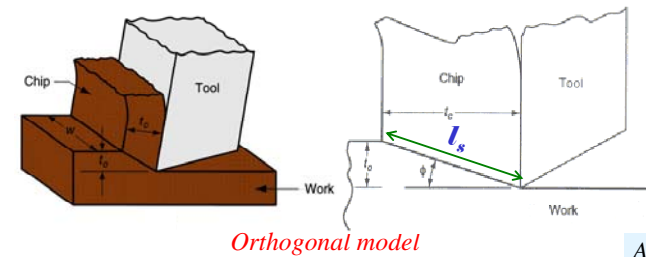 Chip
Tool
w
t_c
t_o
Work
Chip
Tool
t_c
l_s
t_o
ϕ
Work
Orthogonal model
A